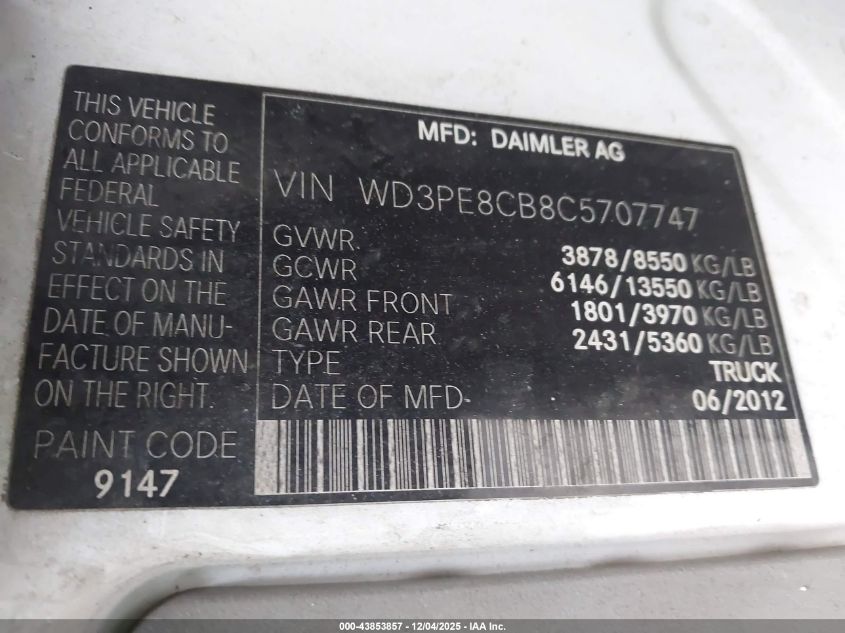 THIS VEHICLE
CONFORMS TO
ALL APPLICABLE
FEDERAL
VEHICLE SAFETY
STANDARDS IN
EFFECT ON THE
DATE OF MANU-
FACTURE SHOWN
ON THE RIGHT.
PAINT CODE
9147
MFD: DAIMLER AG
VIN WD3PE8CB8C5707747
GVWR 3878/8550 KG/LB
GCWR 6146/13550 KG/LB
GAWR FRONT 1801/3970 KG/LB
GAWR REAR 2431/5360 KG/LB
TYPE TRUCK
DATE OF MFD- 06/2012
000-43853857 - 12/04/2025 - IAA Inc.